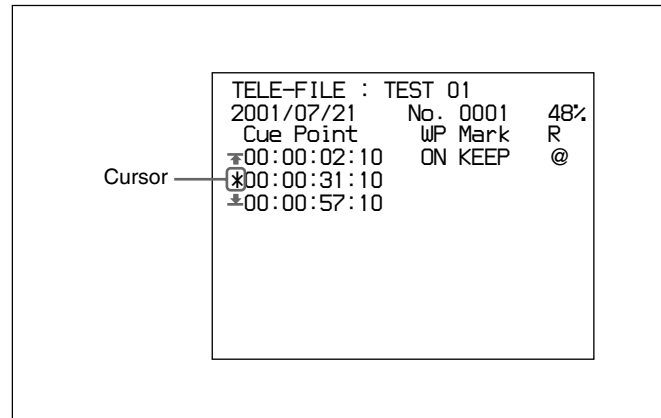 TELE-FILE : TEST 01
2001/07/21 No. 0001 48%
Cue Point WP Mark R
00:00:02:10 ON KEEP @
Cursor *00:00:31:10
00:00:57:10